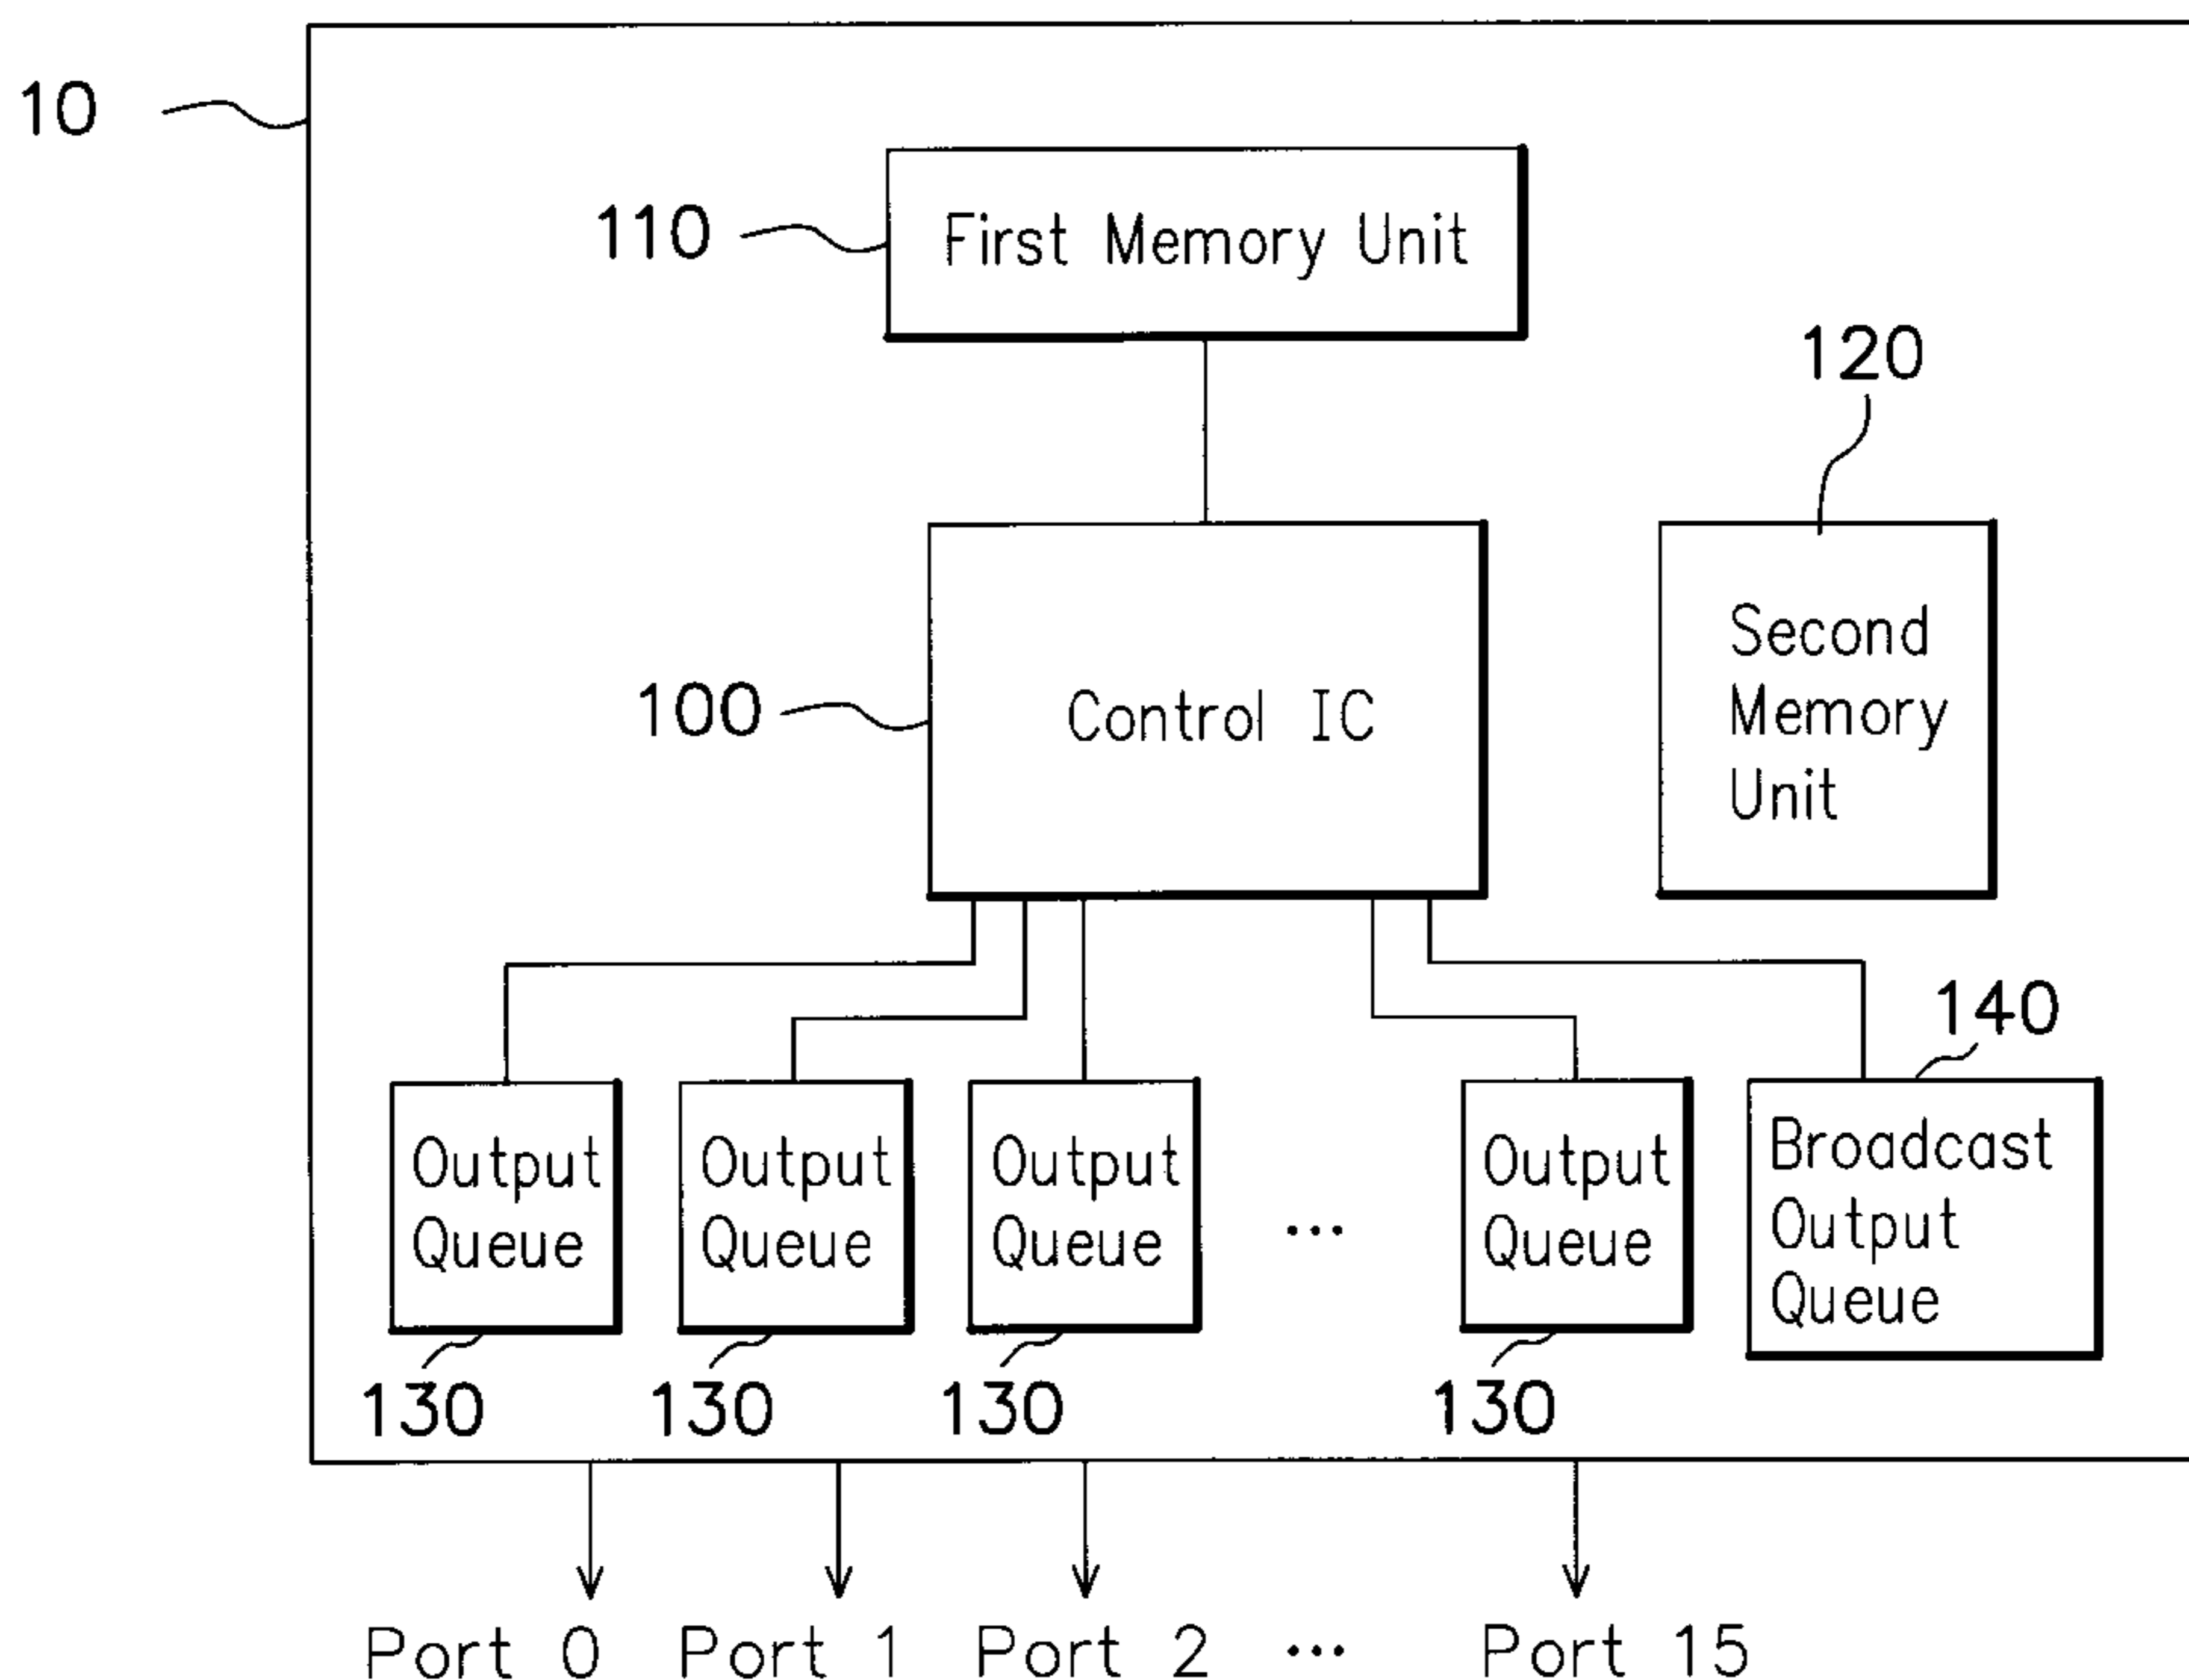 10
110
First Memory Unit
120
100
Control IC
Second
Memory
Unit
140
Output
Queue
Output
Queue
Output
Queue
...
Output
Queue
Broadcast
Output
Queue
130
130
130
130
Port 0
Port 1
Port 2
...
Port 15